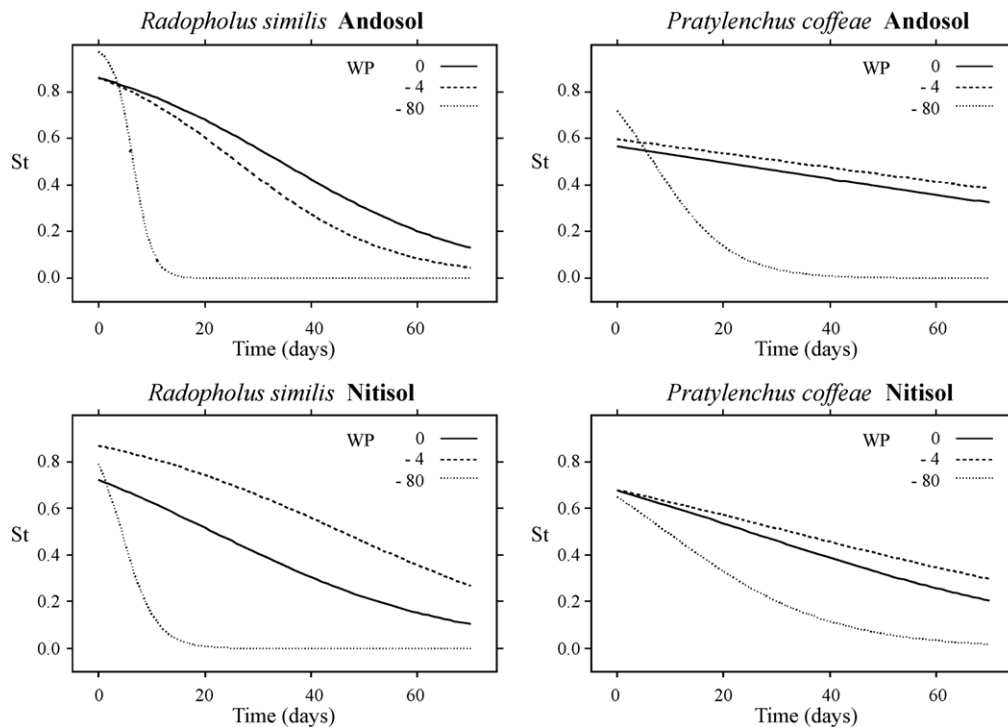 Radopholus similis Andosol
WP 0
- 4
- 80
0.8
0.6
St
0.4
0.2
0.0
0 20 40 60
Time (days)
Pratylenchus coffeae Andosol
WP 0
- 4
- 80
0.8
0.6
St
0.4
0.2
0.0
0 20 40 60
Time (days)
Radopholus similis Nitisol
WP 0
- 4
- 80
0.8
0.6
St
0.4
0.2
0.0
0 20 40 60
Time (days)
Pratylenchus coffeae Nitisol
WP 0
- 4
- 80
0.8
0.6
St
0.4
0.2
0.0
0 20 40 60
Time (days)